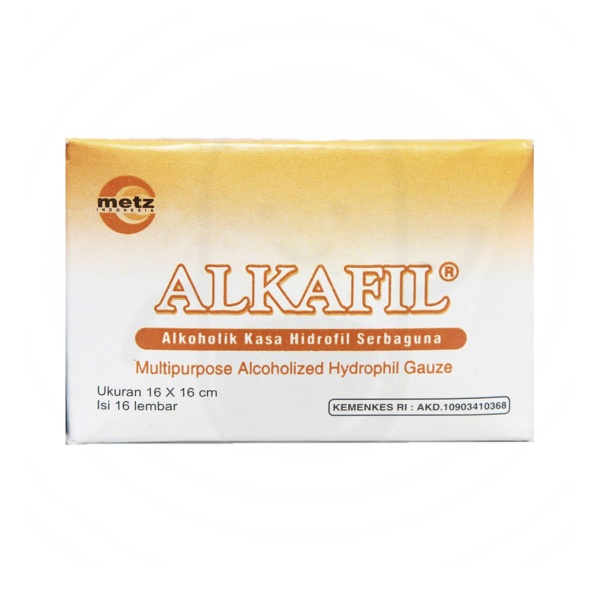 metz
INDONESIA
ALKAFIL®
Alkoholik Kasa Hidrofil Serbaguna
Multipurpose Alcoholized Hydrophil Gauze
Ukuran 16 X 16 cm
Isi 16 lembar
KEMENKES RI : AKD.10903410368